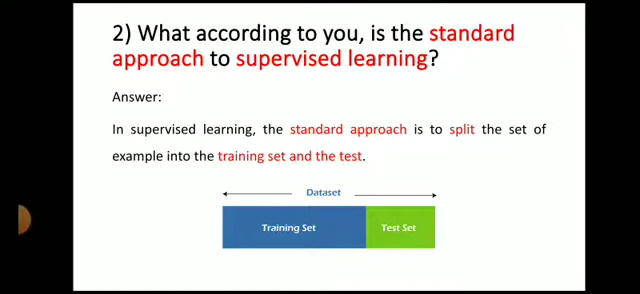 2) What according to you, is the standard
approach to supervised learning?
Answer:
In supervised learning, the standard approach is to split the set of
example into the training set and the test.
Dataset
Training Set Test Set